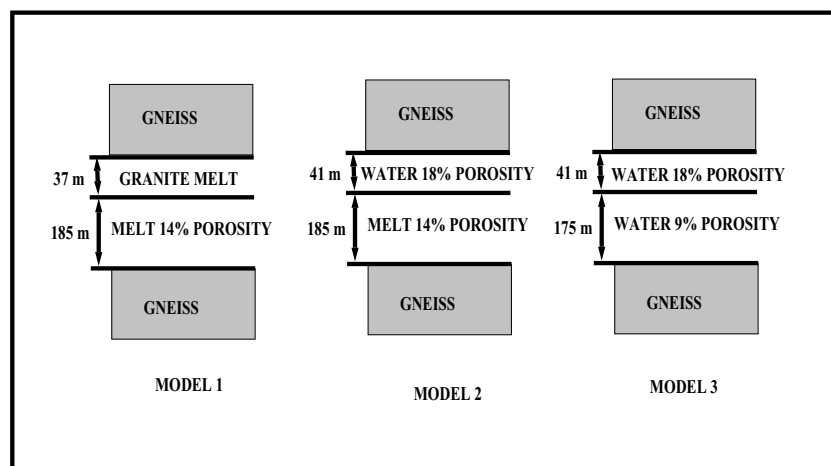 GNEISS
37 m
GRANITE MELT
185 m
MELT 14% POROSITY
GNEISS
MODEL 1
GNEISS
41 m
WATER 18% POROSITY
185 m
MELT 14% POROSITY
GNEISS
MODEL 2
GNEISS
41 m
WATER 18% POROSITY
175 m
WATER 9% POROSITY
GNEISS
MODEL 3